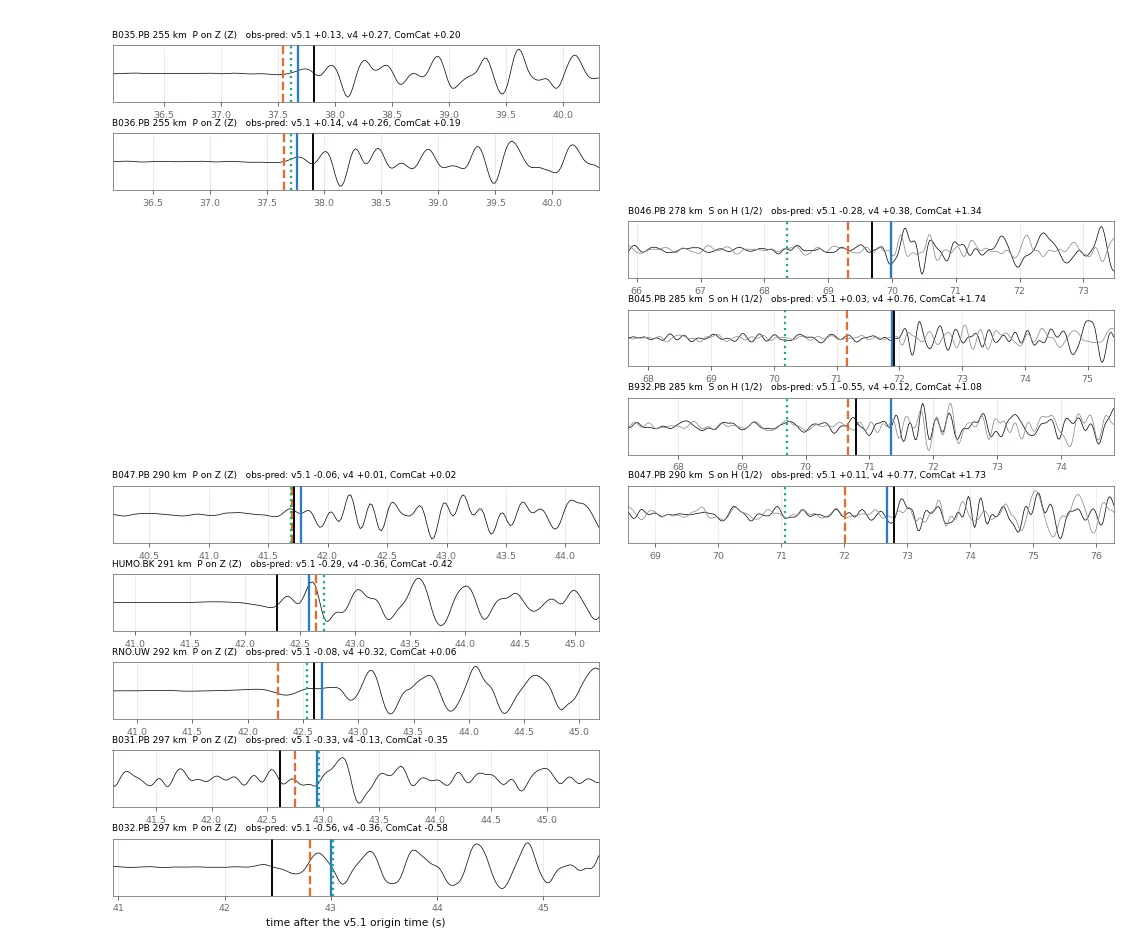 B035.PB 255 km P on Z (Z) obs-pred: v5.1 +0.13, v4 +0.27, ComCat +0.20
36.5 37.0 37.5 38.0 38.5 39.0 39.5 40.0
B036.PB 255 km P on Z (Z) obs-pred: v5.1 +0.14, v4 +0.26, ComCat +0.19
36.5 37.0 37.5 38.0 38.5 39.0 39.5 40.0
B046.PB 278 km S on H (1/2) obs-pred: v5.1 -0.28, v4 +0.38, ComCat +1.34
66 67 68 69 70 71 72 73
B045.PB 285 km S on H (1/2) obs-pred: v5.1 +0.03, v4 +0.76, ComCat +1.74
68 69 70 71 72 73 74 75
B932.PB 285 km S on H (1/2) obs-pred: v5.1 -0.55, v4 +0.12, ComCat +1.08
68 69 70 71 72 73 74
B047.PB 290 km P on Z (Z) obs-pred: v5.1 -0.06, v4 +0.01, ComCat +0.02
40.5 41.0 41.5 42.0 42.5 43.0 43.5 44.0
B047.PB 290 km S on H (1/2) obs-pred: v5.1 +0.11, v4 +0.77, ComCat +1.73
69 70 71 72 73 74 75 76
HUMO.BK 291 km P on Z (Z) obs-pred: v5.1 -0.29, v4 -0.36, ComCat -0.42
41.0 41.5 42.0 42.5 43.0 43.5 44.0 44.5 45.0
RNO.UW 292 km P on Z (Z) obs-pred: v5.1 -0.08, v4 +0.32, ComCat +0.06
41.0 41.5 42.0 42.5 43.0 43.5 44.0 44.5 45.0
B031.PB 297 km P on Z (Z) obs-pred: v5.1 -0.33, v4 -0.13, ComCat -0.35
41.5 42.0 42.5 43.0 43.5 44.0 44.5 45.0
B032.PB 297 km P on Z (Z) obs-pred: v5.1 -0.56, v4 -0.36, ComCat -0.58
41 42 43 44 45
time after the v5.1 origin time (s)